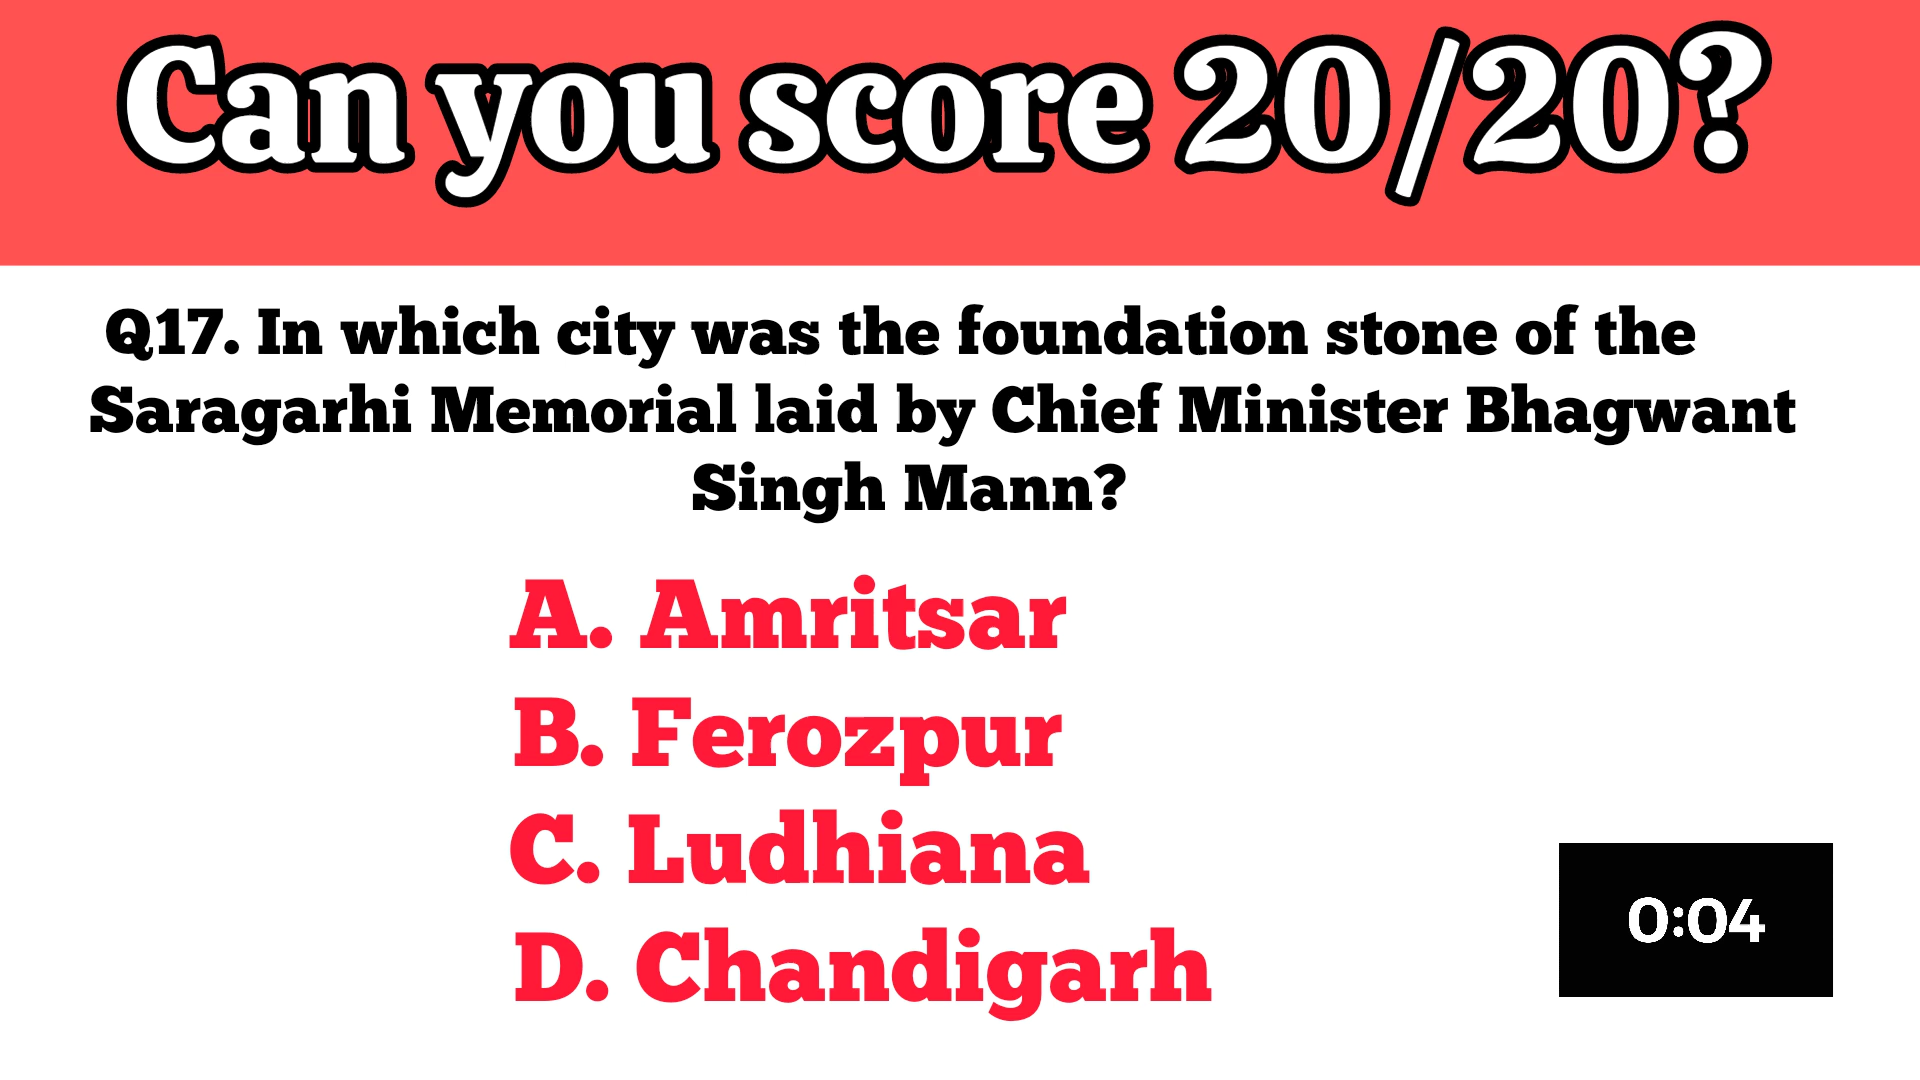 Can you score 20/20?
Q17. In which city was the foundation stone of the
Saragarhi Memorial laid by Chief Minister Bhagwant
Singh Mann?
A. Amritsar
B. Ferozpur
C. Ludhiana
D. Chandigarh
0:04